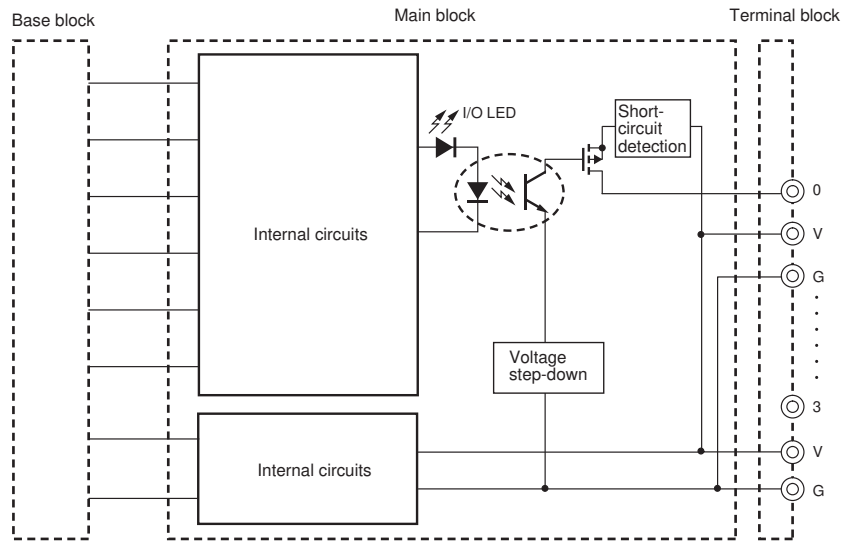 Base block
Main block
Terminal block
I/O LED
Short-
circuit
detection
Internal circuits
Voltage
step-down
Internal circuits
0
V
G
3
V
G